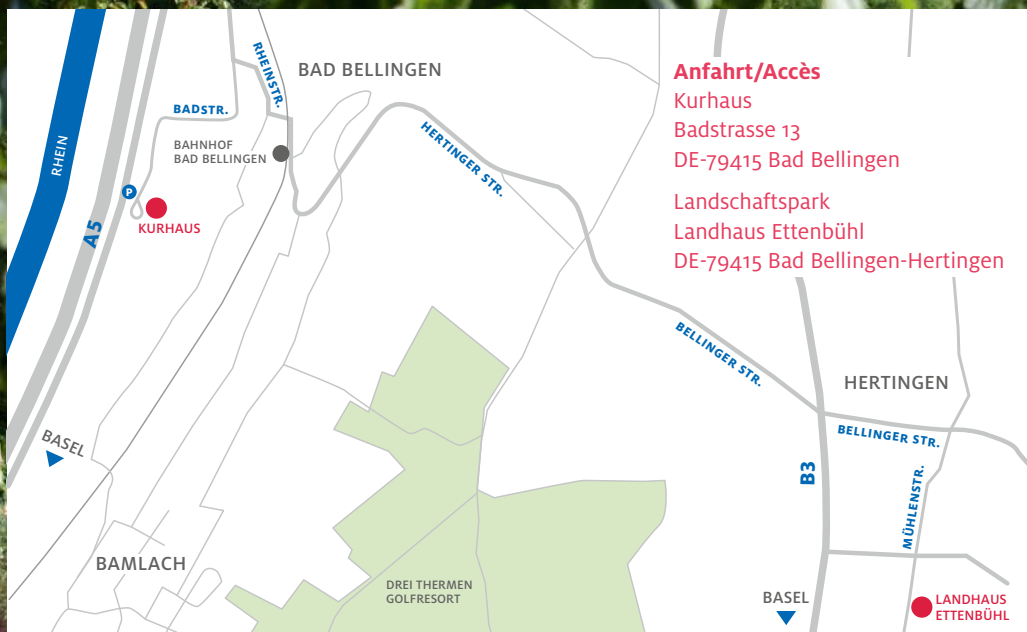 BAD BELLINGEN
RHEINSTR.
BADSTR.
BAHNHOF
BAD BELLINGEN
RHEIN
P
KURHAUS
A5
HERTINGER STR.
Anfahrt/Accès
Kurhaus
Badstrasse 13
DE-79415 Bad Bellingen
Landschaftspark
Landhaus Ettenbühl
DE-79415 Bad Bellingen-Hertingen
BELLINGER STR.
HERTINGEN
BELLINGER STR.
BASEL
B3
MÜHLENSTR.
BAMLACH
DREI THERMEN
GOLFRESORT
BASEL
LANDHAUS
ETTENBÜHL